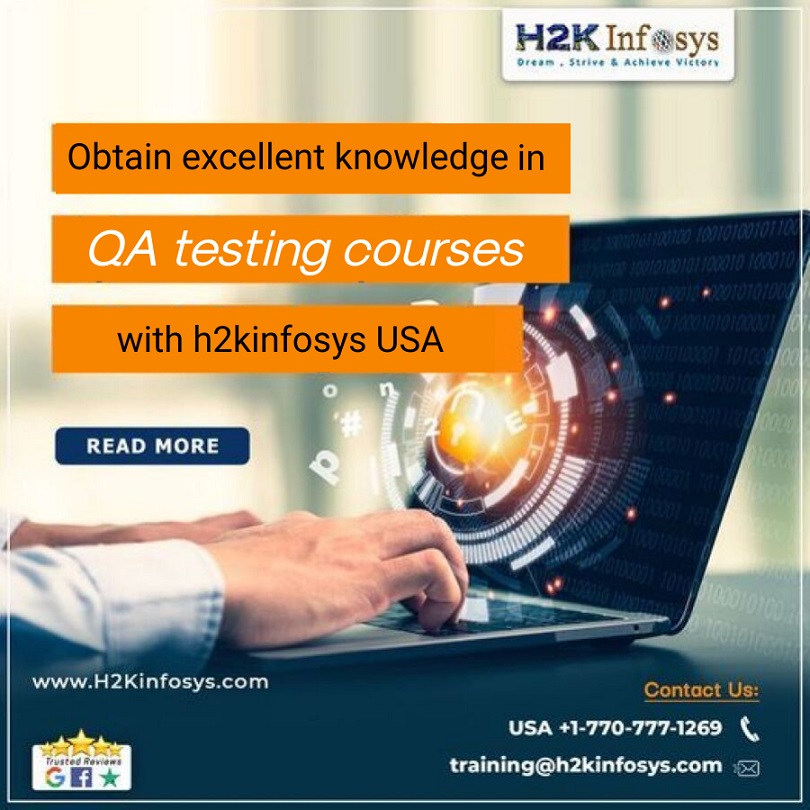 H2K Infosys
Dream , Strive & Achieve Victory
Obtain excellent knowledge in
QA testing courses
with h2kinfosys USA
READ MORE
www.H2Kinfosys.com
Contact Us:
USA +1-770-777-1269
training@h2kinfosys.com
Trusted Reviews